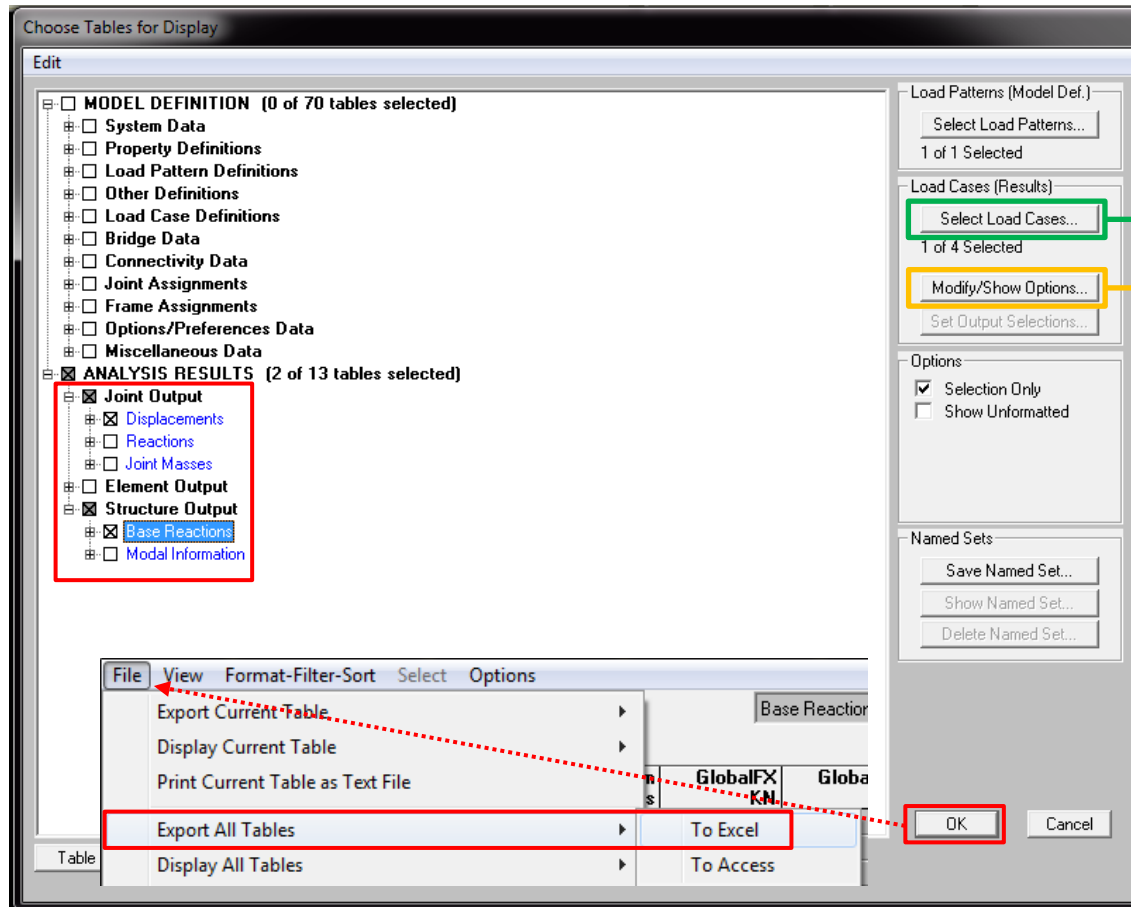 Choose Tables for Display
Edit
MODEL DEFINITION (0 of 70 tables selected)
System Data
Property Definitions
Load Pattern Definitions
Other Definitions
Load Case Definitions
Bridge Data
Connectivity Data
Joint Assignments
Frame Assignments
Options/Preferences Data
Miscellaneous Data
ANALYSIS RESULTS (2 of 13 tables selected)
Joint Output
Displacements
Reactions
Joint Masses
Element Output
Structure Output
Base Reactions
Modal Information
Load Patterns (Model Def.)
Select Load Patterns...
1 of 1 Selected
Load Cases (Results)
Select Load Cases...
1 of 4 Selected
Modify/Show Options...
Set Output Selections...
Options
Selection Only
Show Unformatted
Named Sets
Save Named Set...
Show Named Set...
Delete Named Set...
File View Format-Filter-Sort Select Options
Export Current Table
Display Current Table
Print Current Table as Text File
Export All Tables
Display All Tables
To Excel
To Access
Base Reaction
GlobalFX
KN
Globa
OK Cancel
Table